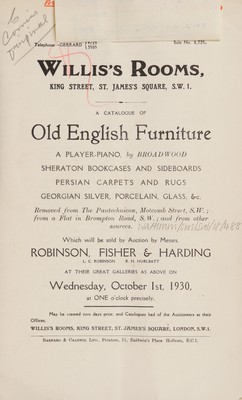 to
Telephone—GERRARD
Sale No. 8,725.
WILLIS'S ROOMS,
KING STREET, ST. JAMES'S SQUARE, S.W. 1.
A CATALOGUE OF
Old English Furniture
A PLAYER-PIANO, by BROADWOOD
SHERATON BOOKCASES AND SIDEBOARDS
PERSIAN CARPETS AND RUGS
GEORGIAN SILVER, PORCELAIN, GLASS, &c.
Removed from The Pantechnicon, Motcomb Street, S.W.;
from a Flat in Brompton Road, S.W.; and from other
sources.
Which will be sold by Auction by Messrs.
ROBINSON, FISHER & HARDING
L. C. ROBINSON R. H. HURLBATT
AT THEIR GREAT GALLERIES AS ABOVE ON
Wednesday, October 1st, 1930,
at ONE o'clock precisely.
May be viewed two days prior, and Catalogues had of the Auctioneers at their
Offices,
WILLIS'S ROOMS, KING STREET, ST. JAMES'S SQUARE, LONDON, S.W.1.